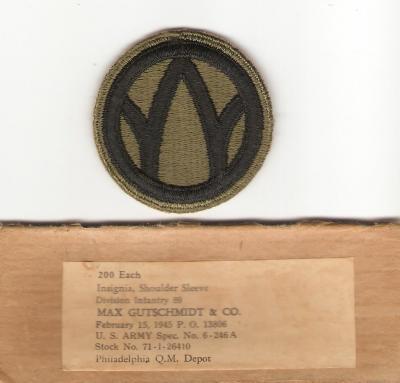 200 Each
Insignia, Shoulder Sleeve
Division Infantry 89
MAX GUTSCHMIDT & CO.
February 15, 1945 P. O. 13806
U. S. ARMY Spec. No. 6-246A
Stock No. 71-1-26410
Philadelphia Q.M. Depot